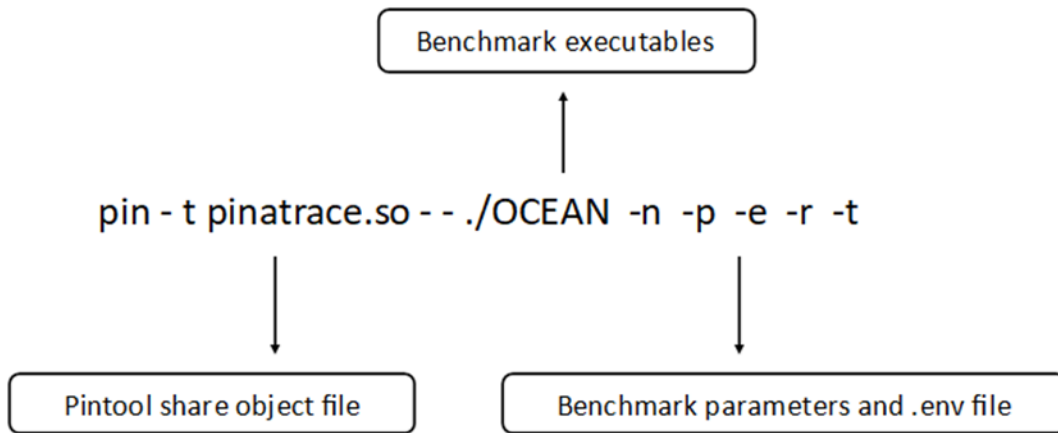 Benchmark executables
pin - t pinatrace.so - - ./OCEAN -n -p -e -r -t
Pintool share object file
Benchmark parameters and .env file